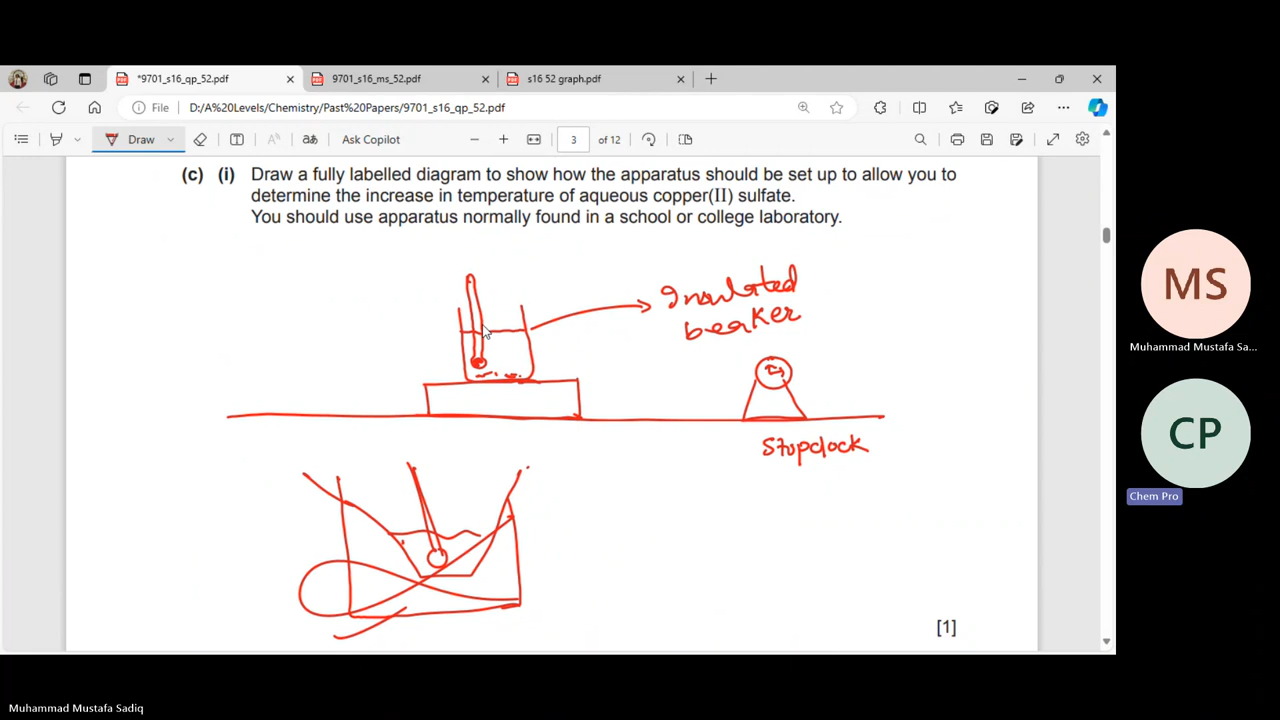 *9701_s16_qp_52.pdf
9701_s16_ms_52.pdf
s16 52 graph.pdf
File
D:/A%20Levels/Chemistry/Past%20Papers/9701_s16_qp_52.pdf
Draw
aあ
Ask Copilot
3
of 12
(c) (i) Draw a fully labelled diagram to show how the apparatus should be set up to allow you to
determine the increase in temperature of aqueous copper(II) sulfate.
You should use apparatus normally found in a school or college laboratory.
Insulated
beaker
Stopclock
[1]
MS
Muhammad Mustafa Sa...
CP
Chem Pro
Muhammad Mustafa Sadiq